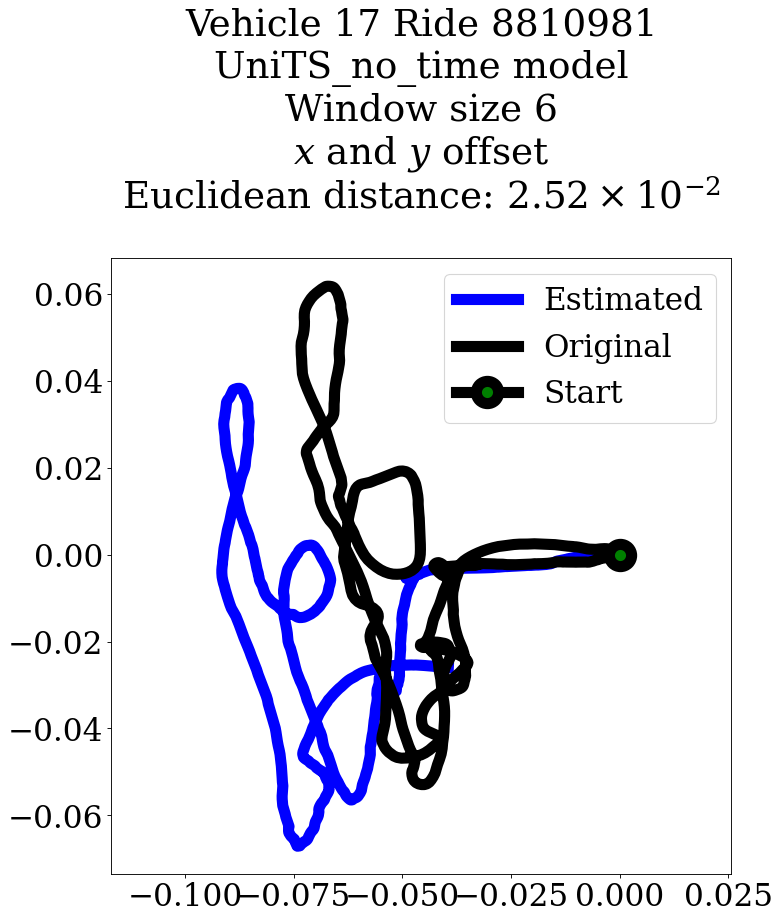 Vehicle 17 Ride 8810981
UniTS_no_time model
Window size 6
x and y offset
Euclidean distance: 2.52 × 10⁻²
Estimated
Original
Start
0.06
0.04
0.02
0.00
−0.02
−0.04
−0.06
−0.100 −0.075 −0.050 −0.025 0.000 0.025